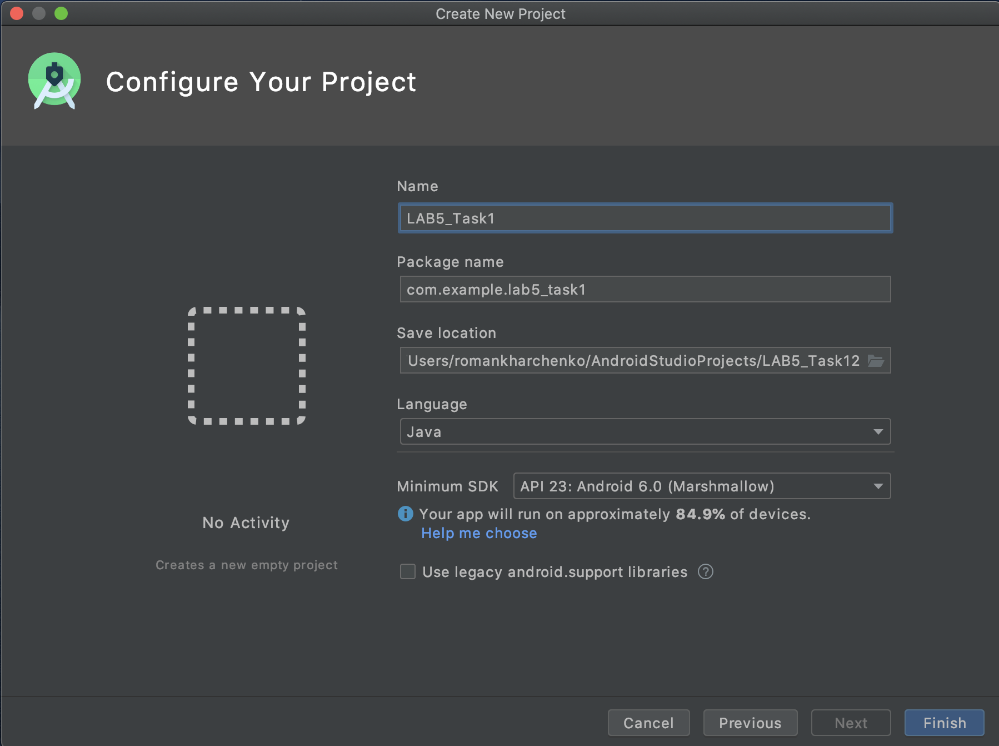 Create New Project
Configure Your Project
Name
LAB5_Task1
Package name
com.example.lab5_task1
Save location
Users/romankharchenko/AndroidStudioProjects/LAB5_Task12
Language
Java
Minimum SDK API 23: Android 6.0 (Marshmallow)
Your app will run on approximately 84.9% of devices.
Help me choose
Use legacy android.support libraries
No Activity
Creates a new empty project
Cancel Previous Next Finish